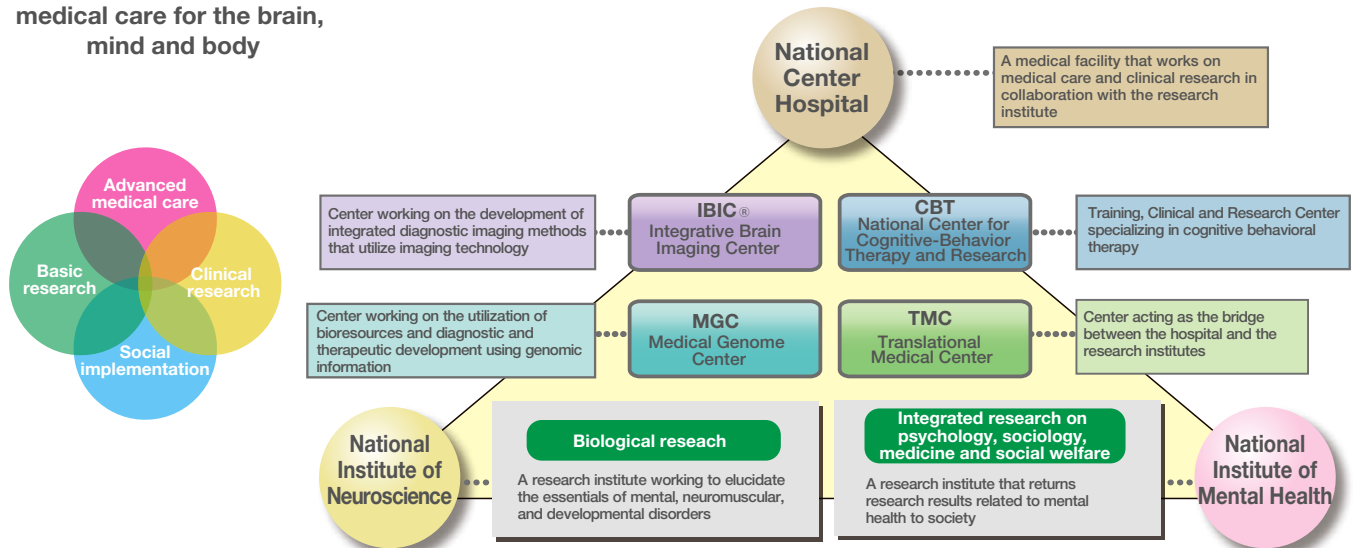 medical care for the brain,
mind and body
Advanced
medical care
Basic
research
Clinical
research
Social
implementation
National
Center
Hospital
A medical facility that works on
medical care and clinical research in
collaboration with the research
institute
Center working on the development of
integrated diagnostic imaging methods
that utilize imaging technology
IBIC®
Integrative Brain
Imaging Center
CBT
National Center for
Cognitive-Behavior
Therapy and Research
Training, Clinical and Research Center
specializing in cognitive behavioral
therapy
Center working on the utilization of
bioresources and diagnostic and
therapeutic development using genomic
information
MGC
Medical Genome
Center
TMC
Translational
Medical Center
Center acting as the bridge
between the hospital and the
research institutes
National
Institute of
Neuroscience
Biological reseach
A research institute working to elucidate
the essentials of mental, neuromuscular,
and developmental disorders
Integrated research on
psychology, sociology,
medicine and social welfare
A research institute that returns
research results related to mental
health to society
National
Institute of
Mental Health